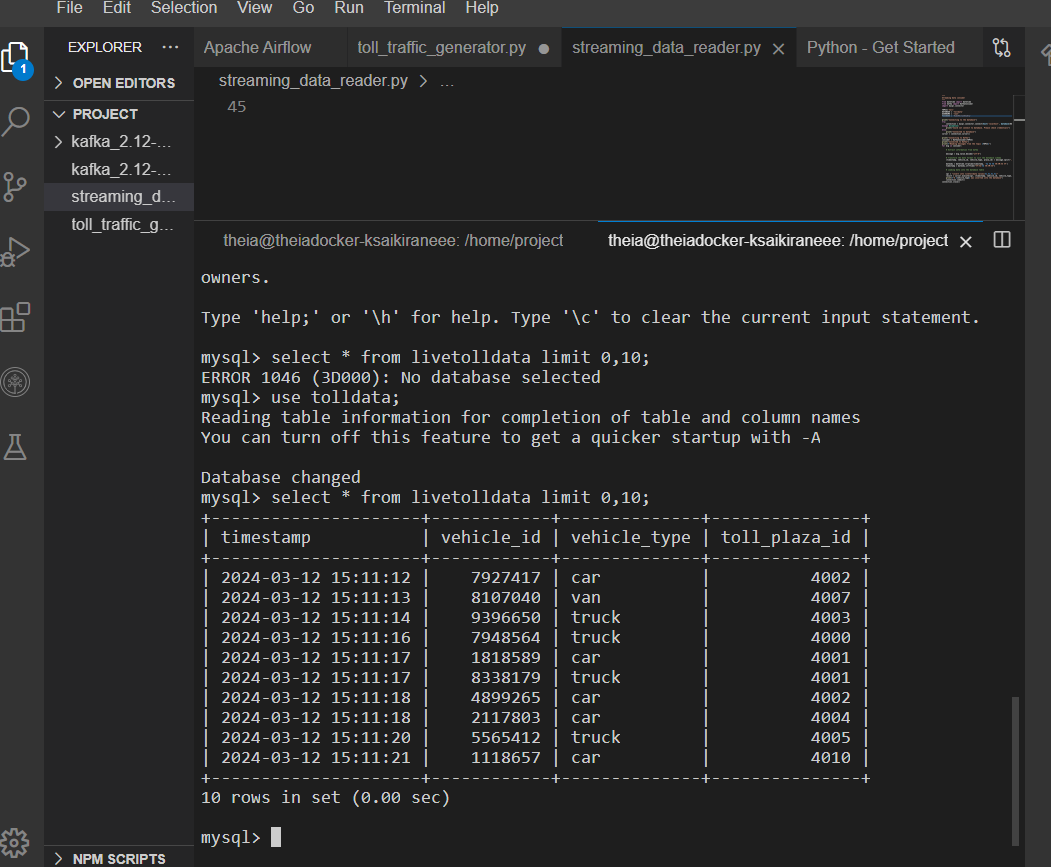 File Edit Selection View Go Run Terminal Help
EXPLORER ...
Apache Airflow
toll_traffic_generator.py
streaming_data_reader.py
Python - Get Started
1
OPEN EDITORS
streaming_data_reader.py > ...
PROJECT
45
kafka_2.12-...
kafka_2.12-...
streaming_d...
toll_traffic_g...
theia@theiadocker-ksaikiraneee: /home/project
theia@theiadocker-ksaikiraneee: /home/project
owners.
Type 'help;' or '\h' for help. Type '\c' to clear the current input statement.
mysql> select * from livetolldata limit 0,10;
ERROR 1046 (3D000): No database selected
mysql> use tolldata;
Reading table information for completion of table and column names
You can turn off this feature to get a quicker startup with -A
Database changed
mysql> select * from livetolldata limit 0,10;
+---------------------+------------+--------------+---------------+
| timestamp           | vehicle_id | vehicle_type | toll_plaza_id |
+---------------------+------------+--------------+---------------+
| 2024-03-12 15:11:12 |    7927417 | car          |          4002 |
| 2024-03-12 15:11:13 |    8107040 | van          |          4007 |
| 2024-03-12 15:11:14 |    9396650 | truck        |          4003 |
| 2024-03-12 15:11:16 |    7948564 | truck        |          4000 |
| 2024-03-12 15:11:17 |    1818589 | car          |          4001 |
| 2024-03-12 15:11:17 |    8338179 | truck        |          4001 |
| 2024-03-12 15:11:18 |    4899265 | car          |          4002 |
| 2024-03-12 15:11:18 |    2117803 | car          |          4004 |
| 2024-03-12 15:11:20 |    5565412 | truck        |          4005 |
| 2024-03-12 15:11:21 |    1118657 | car          |          4010 |
+---------------------+------------+--------------+---------------+
10 rows in set (0.00 sec)
mysql>
NPM SCRIPTS